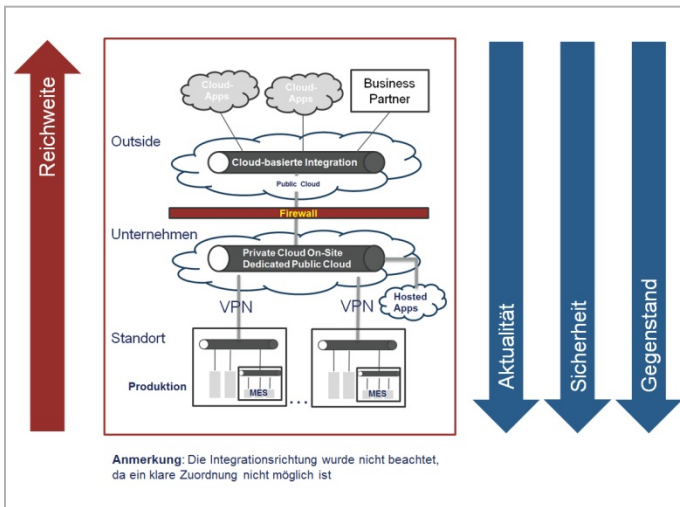 Reichweite
Cloud-
Apps
Cloud-
Apps
Business
Partner
Outside
Cloud-basierte Integration
Public Cloud
Firewall
Unternehmen
Private Cloud On-Site
Dedicated Public Cloud
VPN
VPN
Hosted
Apps
Standort
Produktion
MES
...
MES
Aktualität
Sicherheit
Gegenstand
Anmerkung: Die Integrationsrichtung wurde nicht beachtet,
da ein klare Zuordnung nicht möglich ist